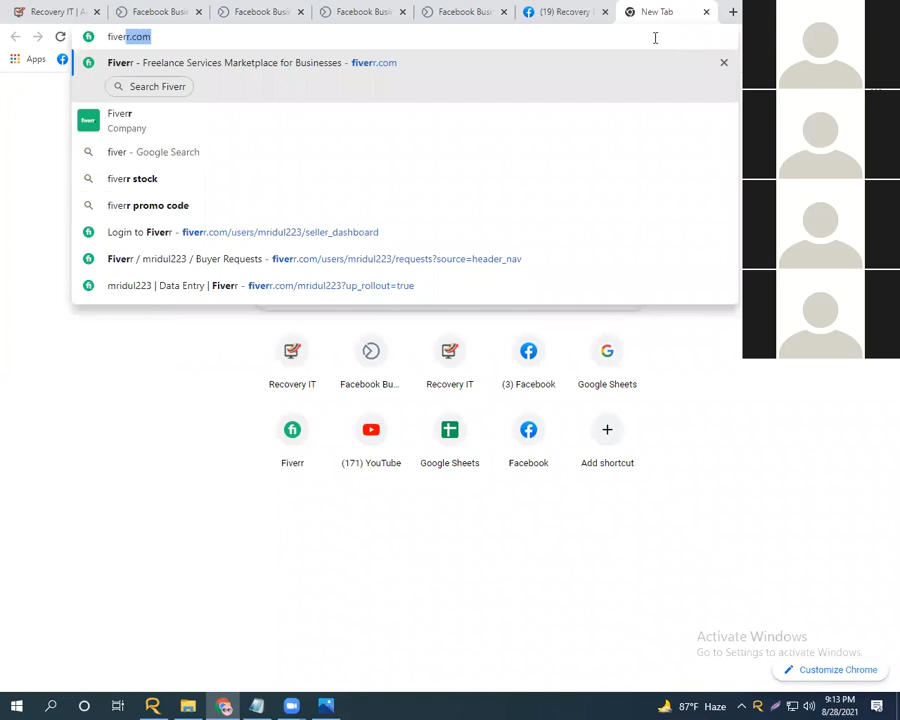 Recovery IT | A
Facebook Busi
Facebook Busi
Facebook Busi
Facebook Busi
(19) Recovery
New Tab
fiverr.com
Apps
Fiverr - Freelance Services Marketplace for Businesses - fiverr.com
Search Fiverr
Fiverr
Company
fiver - Google Search
fiverr stock
fiverr promo code
Login to Fiverr - fiverr.com/users/mridul223/seller_dashboard
Fiverr / mridul223 / Buyer Requests - fiverr.com/users/mridul223/requests?source=header_nav
mridul223 | Data Entry | Fiverr - fiverr.com/mridul223?up_rollout=true
Recovery IT
Facebook Bu...
Recovery IT
(3) Facebook
Google Sheets
Fiverr
(171) YouTube
Google Sheets
Facebook
Add shortcut
Activate Windows
Go to Settings to activate Windows.
Customize Chrome
87°F Haze
9:13 PM
8/28/2021